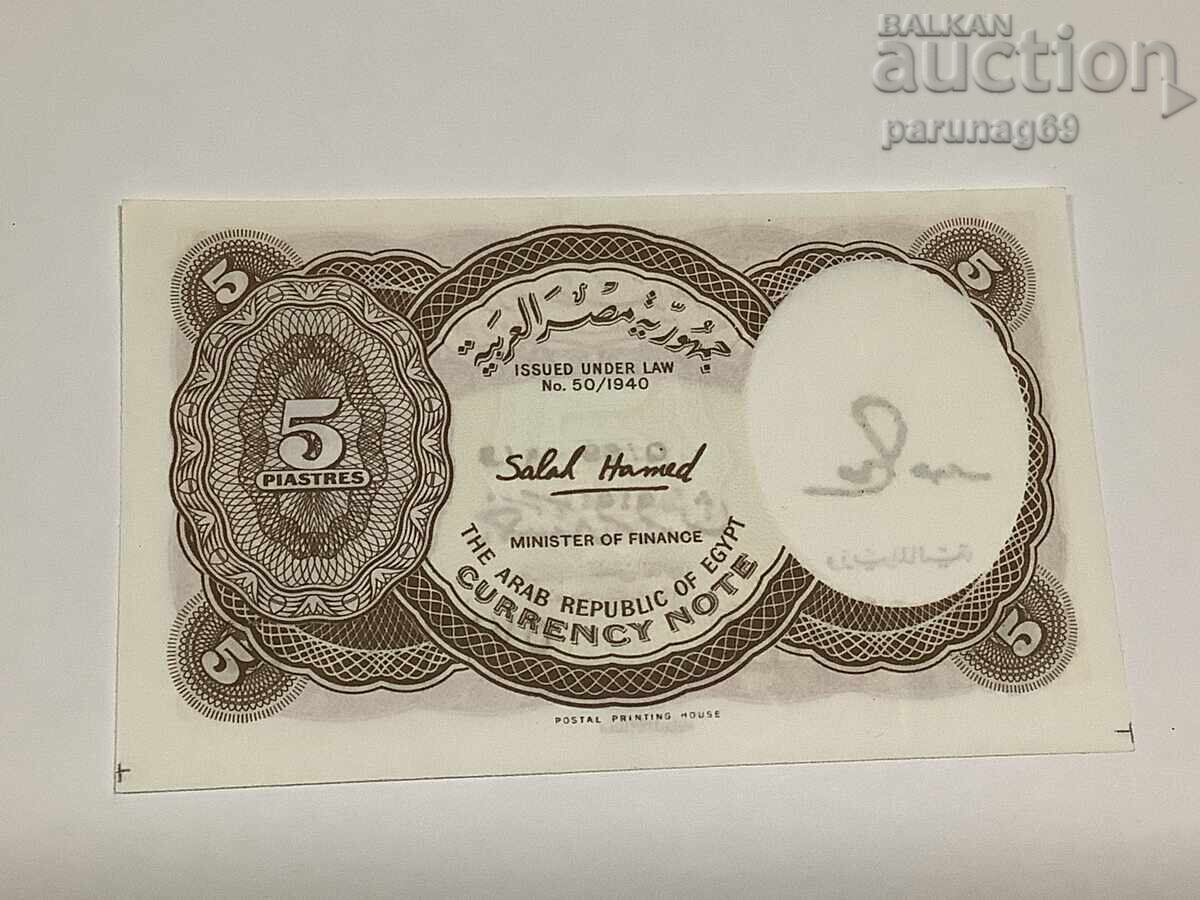 BALKAN
auction
parunag69
5
5
جمهورية مصر العربية
ISSUED UNDER LAW
No. 50/1940
5
PIASTRES
Salah Hamed
MINISTER OF FINANCE
THE ARAB REPUBLIC OF EGYPT
CURRENCY NOTE
5
5
POSTAL PRINTING HOUSE